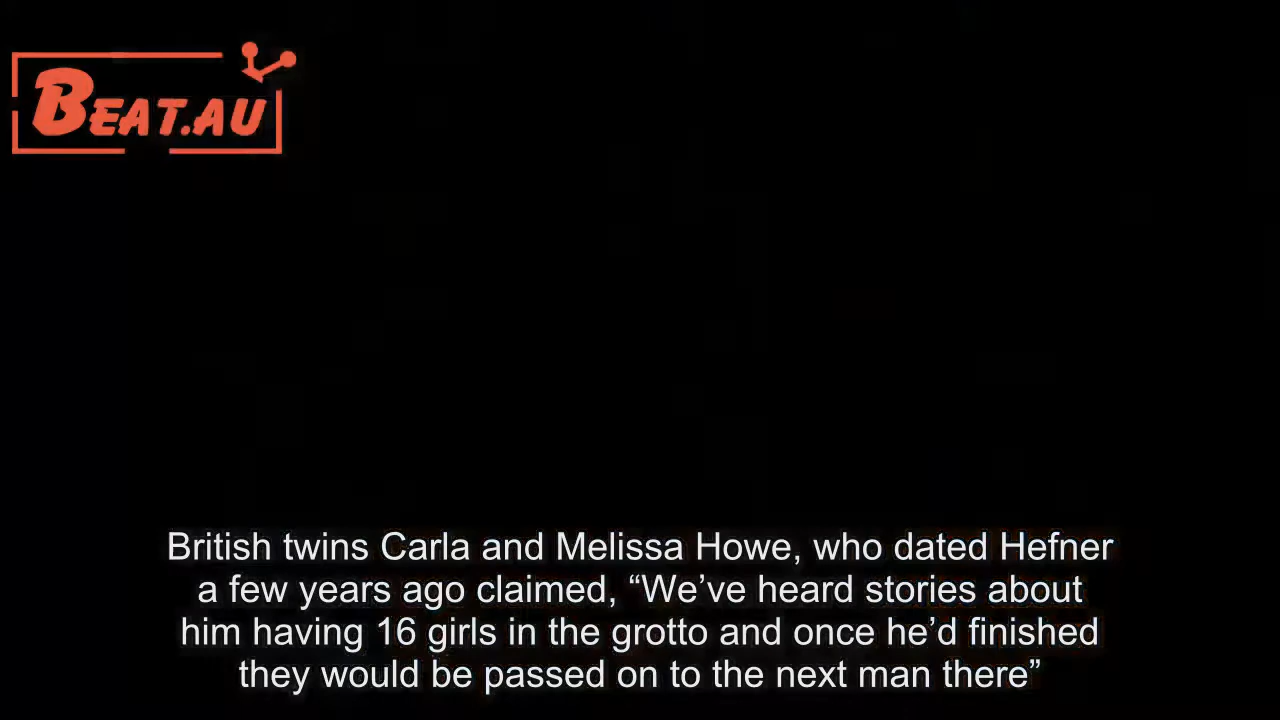 BEAT.AU
British twins Carla and Melissa Howe, who dated Hefner
a few years ago claimed, “We’ve heard stories about
him having 16 girls in the grotto and once he’d finished
they would be passed on to the next man there”